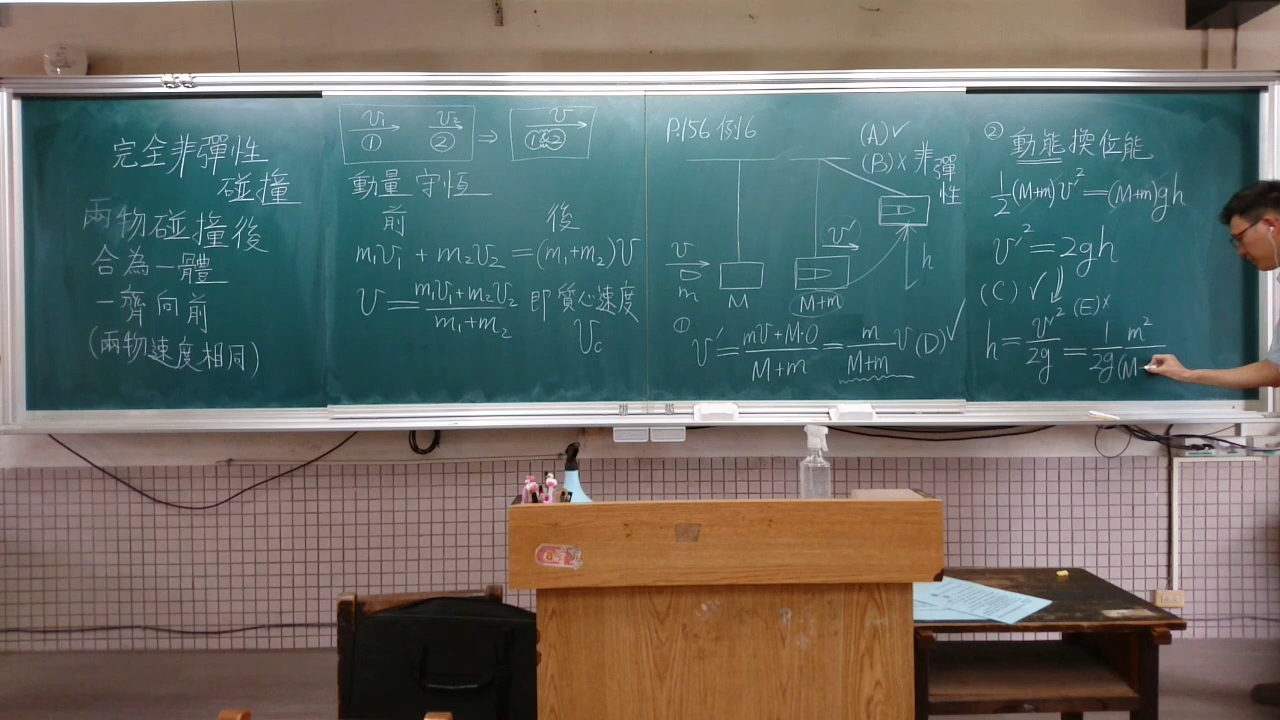 完全非彈性
碰撞
兩物碰撞後
合為一體
一齊向前
(兩物速度相同)
v₁ v₂ v
① ② ⇒ ①②
動量守恆
前 後
m₁v₁ + m₂v₂ = (m₁+m₂)v
v = (m₁v₁+m₂v₂)/(m₁+m₂) 即質心速度
v_c
P.156 例6
(A)✓
(B)× 非彈性
v
m
M
v'
M+m
h
① v' = (mv+M·0)/(M+m) = m/(M+m) v (D)✓
② 動能換位能
1/2(M+m)v'² = (M+m)gh
v'² = 2gh
(C)✓ (E)×
h = v'²/2g = 1/2g m²/(M+